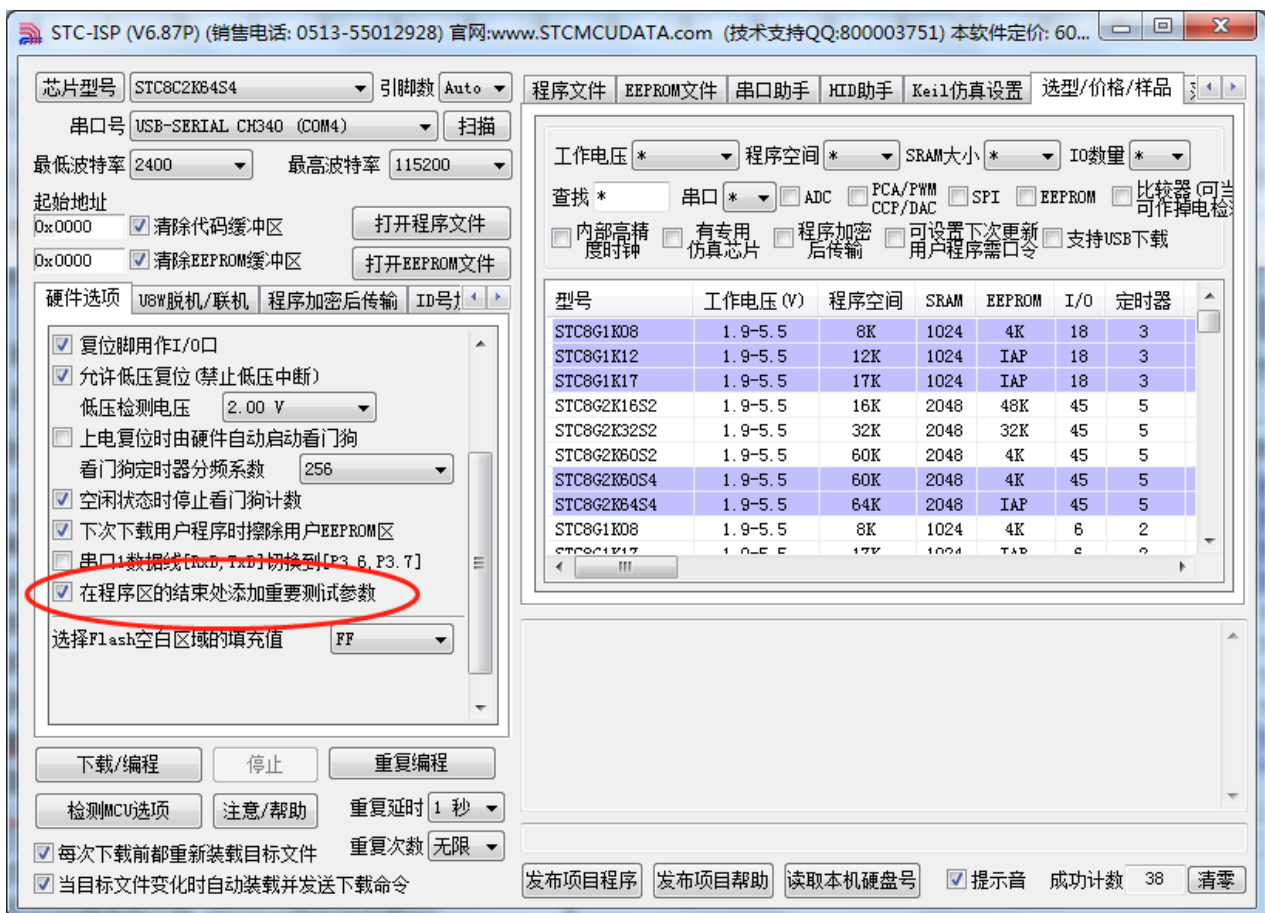 STC-ISP (V6.87P) (销售电话: 0513-55012928) 官网:www.STCMCUDATA.com (技术支持QQ:800003751) 本软件定价: 60...
芯片型号 STC8C2K64S4 引脚数 Auto
串口号 USB-SERIAL CH340 (COM4) 扫描
最低波特率 2400 最高波特率 115200
起始地址
0x0000 清除代码缓冲区 打开程序文件
0x0000 清除EEPROM缓冲区 打开EEPROM文件
硬件选项 U8W脱机/联机 程序加密后传输 ID号
复位脚用作I/O口
允许低压复位(禁止低压中断)
低压检测电压 2.00 V
上电复位时由硬件自动启动看门狗
看门狗定时器分频系数 256
空闲状态时停止看门狗计数
下次下载用户程序时擦除用户EEPROM区
串口1数据线[RxD,TxD]切换到[P3.6,P3.7]
在程序区的结束处添加重要测试参数
选择Flash空白区域的填充值 FF
下载/编程 停止 重复编程
检测MCU选项 注意/帮助 重复延时 1 秒
每次下载前都重新装载目标文件 重复次数 无限
当目标文件变化时自动装载并发送下载命令
程序文件 EEPROM文件 串口助手 HID助手 Keil仿真设置 选型/价格/样品
工作电压 * 程序空间 * SRAM大小 * IO数量 *
查找 * 串口 * ADC PCA/PWM CCP/DAC SPI EEPROM 比较器(可当 可作掉电检
内部高精度时钟 有专用仿真芯片 程序加密后传输 可设置下次更新用户程序需口令 支持USB下载
型号 工作电压(V) 程序空间 SRAM EEPROM I/O 定时器
STC8G1K08 1.9-5.5 8K 1024 4K 18 3
STC8G1K12 1.9-5.5 12K 1024 IAP 18 3
STC8G1K17 1.9-5.5 17K 1024 IAP 18 3
STC8G2K16S2 1.9-5.5 16K 2048 48K 45 5
STC8G2K32S2 1.9-5.5 32K 2048 32K 45 5
STC8G2K60S2 1.9-5.5 60K 2048 4K 45 5
STC8G2K60S4 1.9-5.5 60K 2048 4K 45 5
STC8G2K64S4 1.9-5.5 64K 2048 IAP 45 5
STC8G1K08 1.9-5.5 8K 1024 4K 6 2
STC8G1K17 1.9-5.5 17K 1024 IAP 6 2
发布项目程序 发布项目帮助 读取本机硬盘号 提示音 成功计数 38 清零